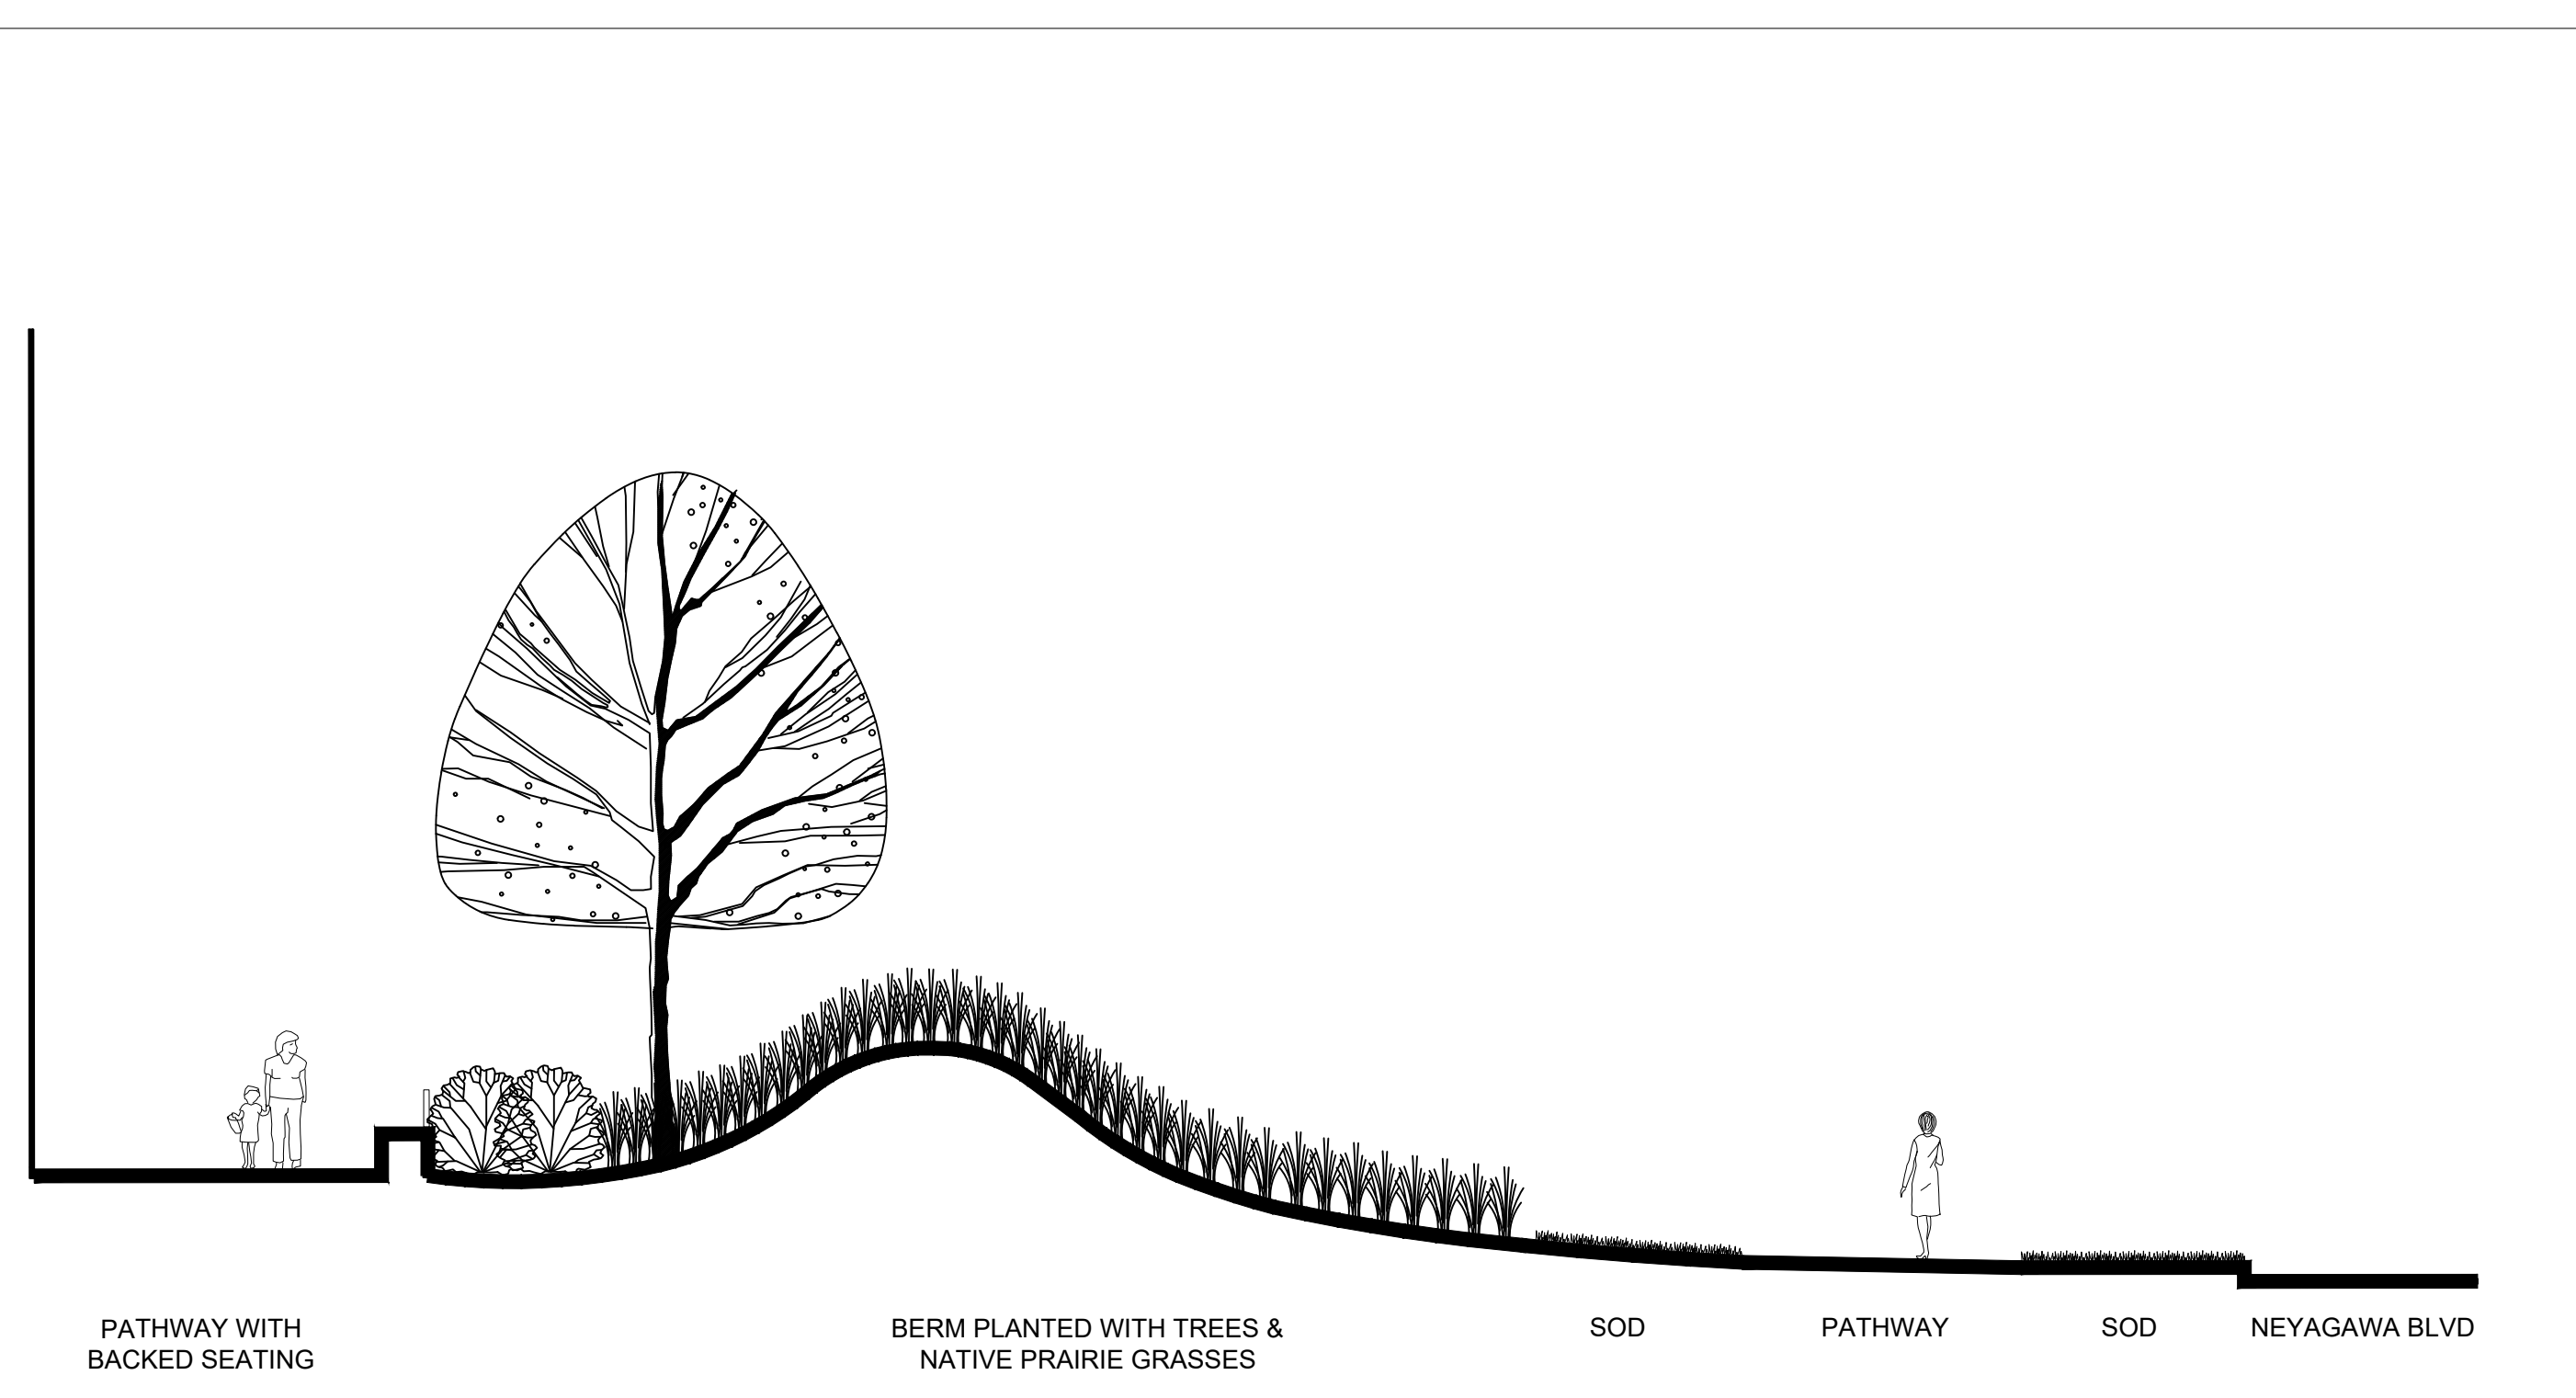 PATHWAY WITH
BACKED SEATING
BERM PLANTED WITH TREES &
NATIVE PRAIRIE GRASSES
SOD
PATHWAY
SOD
NEYAGAWA BLVD